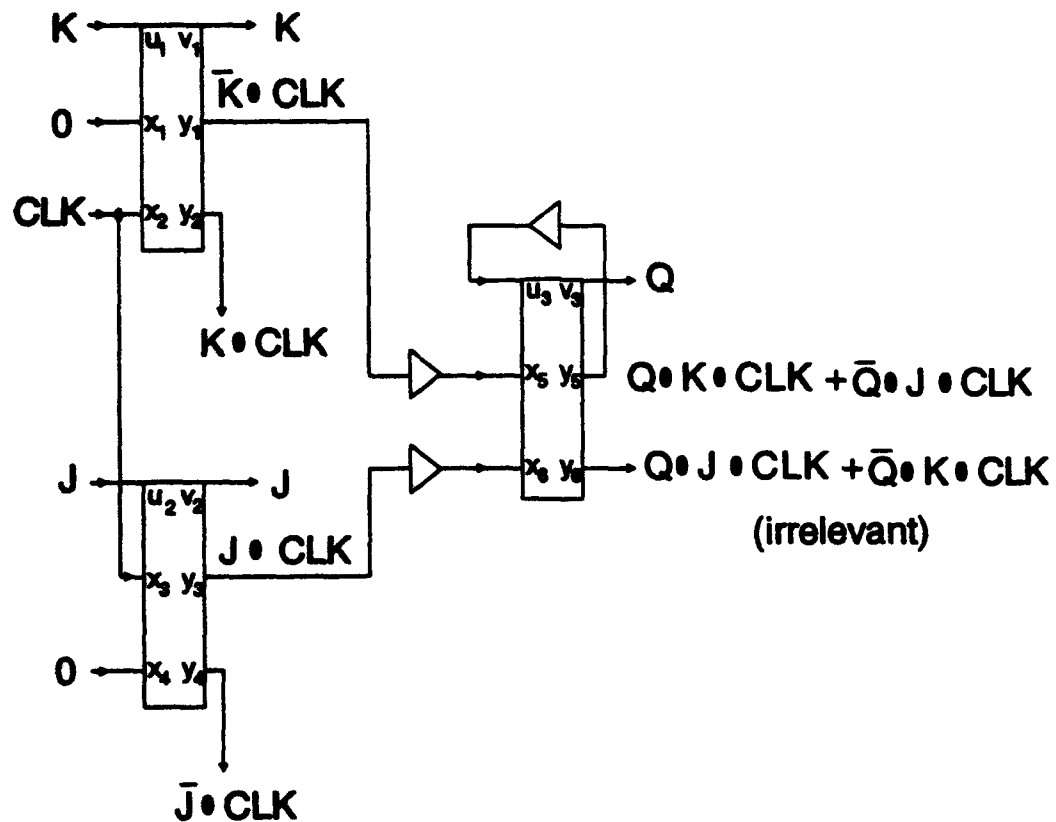 K u₁ v₁ K
K̄ • CLK
0 x₁ y₁
CLK x₂ y₂
K • CLK
u₃ v₃ Q
x₅ y₅ Q • K • CLK + Q̄ • J • CLK
x₆ y₆ Q • J • CLK + Q̄ • K • CLK
(irrelevant)
J u₂ v₂ J
J • CLK
x₃ y₃
0 x₄ y₄
J̄ • CLK